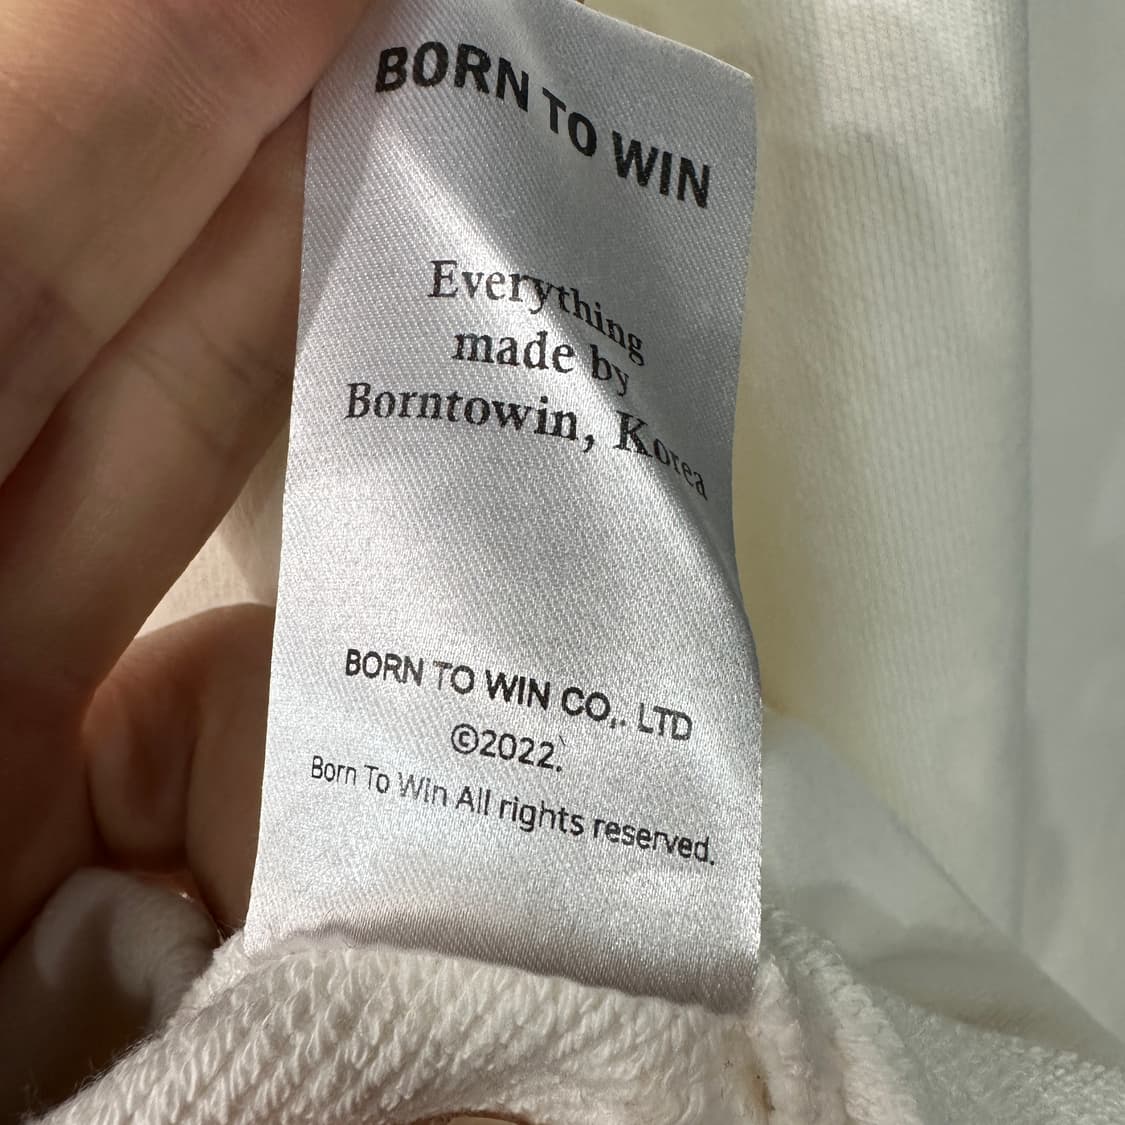 BORN TO WIN
Everything
made by
Borntowin, Korea
BORN TO WIN CO,. LTD
©2022.
Born To Win All rights reserved.